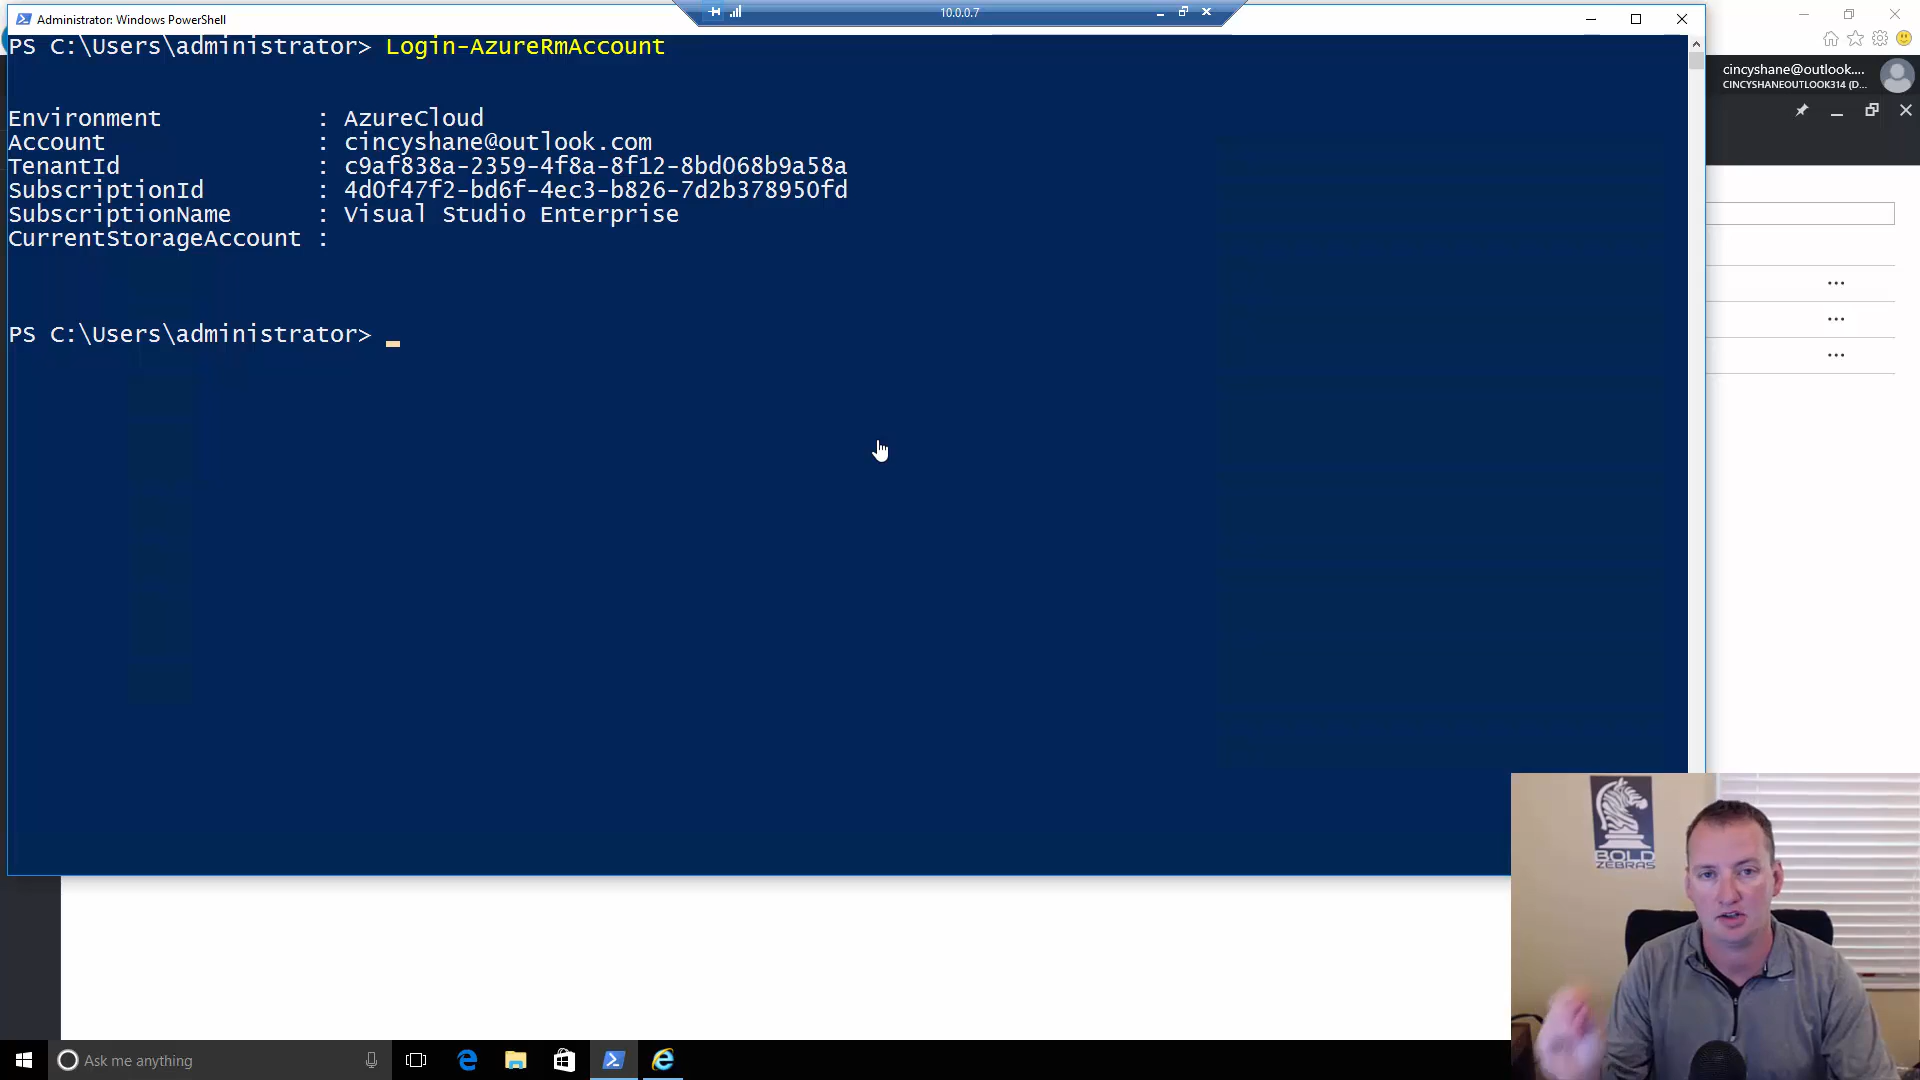 Administrator: Windows PowerShell
10.0.0.7
PS C:\Users\administrator> Login-AzureRmAccount
Environment : AzureCloud
Account : cincyshane@outlook.com
TenantId : c9af838a-2359-4f8a-8f12-8bd068b9a58a
SubscriptionId : 4d0f47f2-bd6f-4ec3-b826-7d2b378950fd
SubscriptionName : Visual Studio Enterprise
CurrentStorageAccount :
PS C:\Users\administrator>
cincyshane@outlook....
CINCYSHANEOUTLOOK314 (D...
BOLD
ZEBRAS
Ask me anything